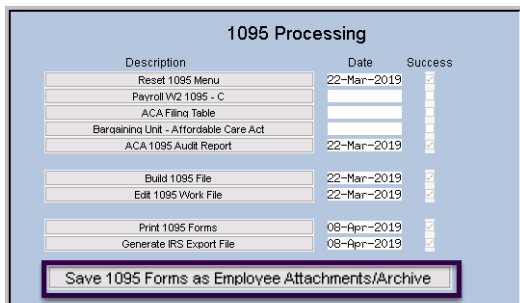 1095 Processing
Description Date Success
Reset 1095 Menu 22-Mar-2019
Payroll W2 1095 - C
ACA Filing Table
Bargaining Unit - Affordable Care Act
ACA 1095 Audit Report 22-Mar-2019
Build 1095 File 22-Mar-2019
Edit 1095 Work File 22-Mar-2019
Print 1095 Forms 08-Apr-2019
Generate IRS Export File 08-Apr-2019
Save 1095 Forms as Employee Attachments/Archive